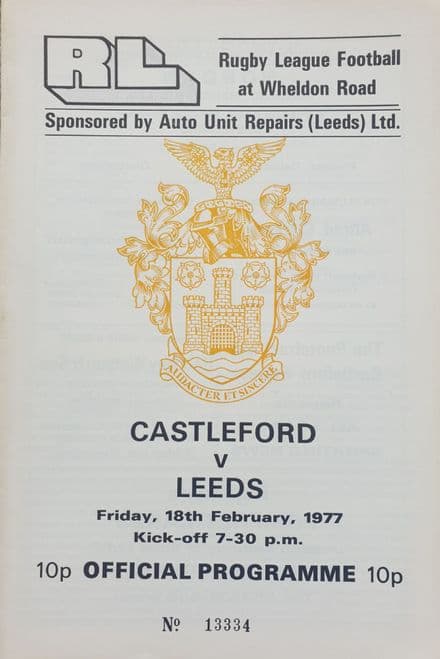 RL
Rugby League Football
at Wheldon Road
Sponsored by Auto Unit Repairs (Leeds) Ltd.
AUDACTER ET SINCERE
CASTLEFORD
v
LEEDS
Friday, 18th February, 1977
Kick-off 7-30 p.m.
10p OFFICIAL PROGRAMME 10p
Nº 13334